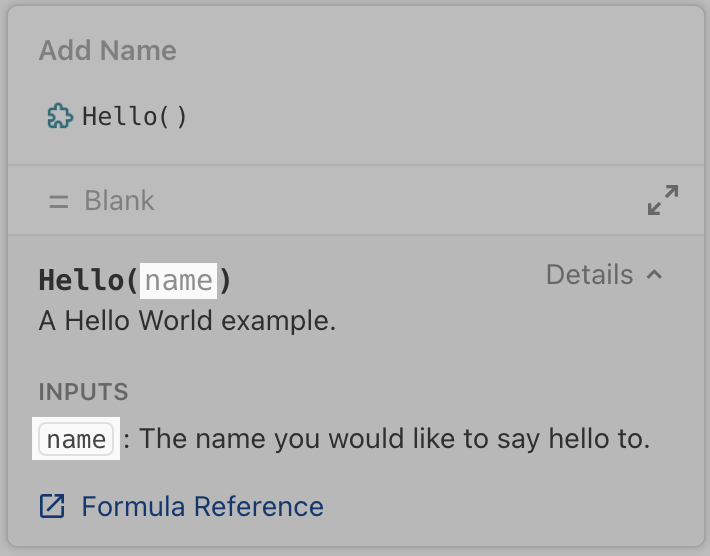 Add Name
Hello()
= Blank
Hello(name)
Details
A Hello World example.
INPUTS
name : The name you would like to say hello to.
Formula Reference